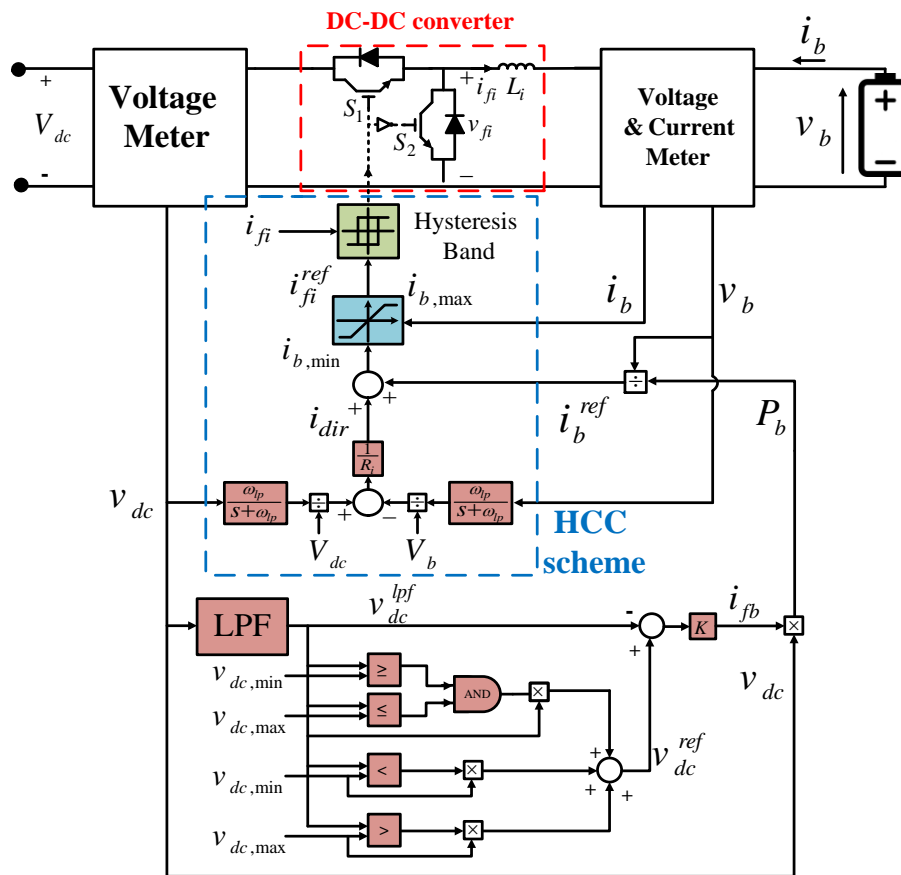 DC-DC converter
i_b
+
V_dc
-
Voltage Meter
S_1
S_2
+
i_fi
L_i
v_fi
−
Voltage & Current Meter
v_b
+
−
i_fi
Hysteresis Band
i_fi^ref
i_b,max
i_b
v_b
i_b,min
÷
+
+
i_dir
i_b^ref
P_b
1/R_i
v_dc
ω_lp/(s+ω_lp)
÷
+
−
÷
ω_lp/(s+ω_lp)
V_dc
V_b
HCC scheme
v_dc^lpf
LPF
-
+
K
i_fb
×
v_dc
v_dc,min
≥
AND
×
v_dc,max
≤
v_dc,min
<
×
+
+
+
v_dc^ref
v_dc,max
>
×